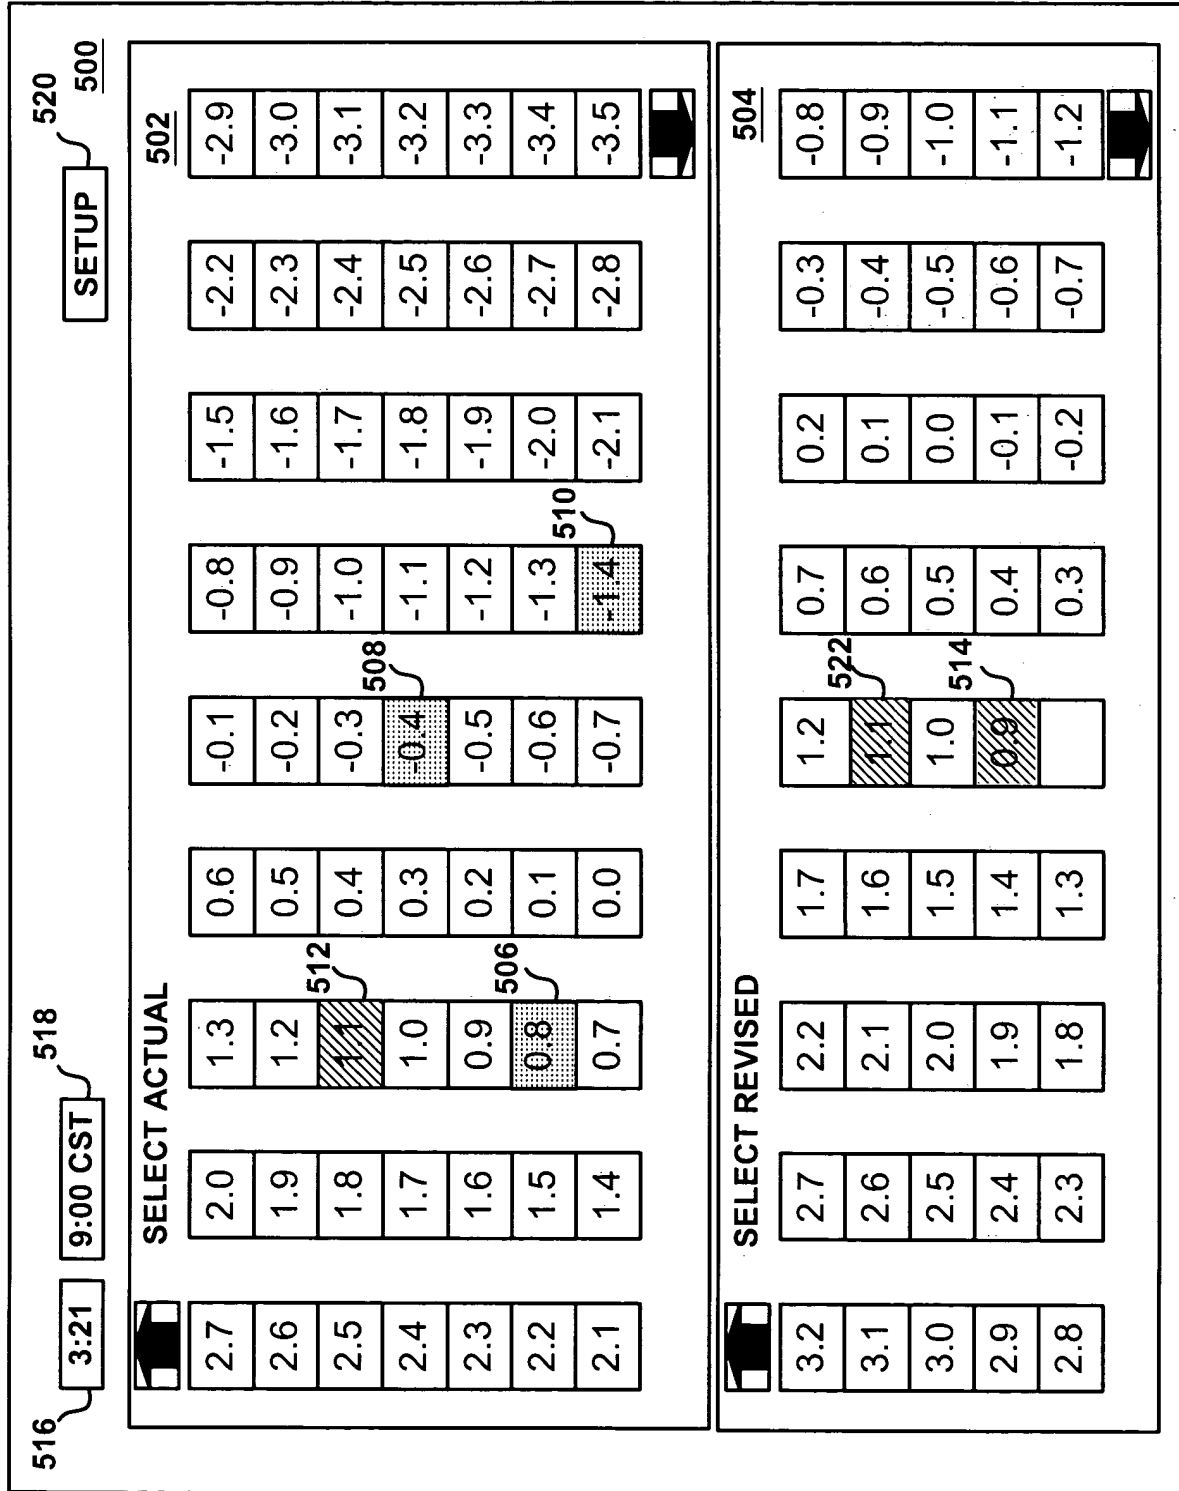 516 518 520
3:21 9:00 CST SETUP 500
SELECT ACTUAL 502
2.7 2.0 1.3 0.6 -0.1 -0.8 -1.5 -2.2 -2.9
2.6 1.9 1.2 0.5 -0.2 -0.9 -1.6 -2.3 -3.0
512
2.5 1.8 1.1 0.4 -0.3 -1.0 -1.7 -2.4 -3.1
508
2.4 1.7 1.0 0.3 -0.4 -1.1 -1.8 -2.5 -3.2
2.3 1.6 0.9 0.2 -0.5 -1.2 -1.9 -2.6 -3.3
506
2.2 1.5 0.8 0.1 -0.6 -1.3 -2.0 -2.7 -3.4
510
2.1 1.4 0.7 0.0 -0.7 -1.4 -2.1 -2.8 -3.5
SELECT REVISED 504
3.2 2.7 2.2 1.7 1.2 0.7 0.2 -0.3 -0.8
522
3.1 2.6 2.1 1.6 1.1 0.6 0.1 -0.4 -0.9
3.0 2.5 2.0 1.5 1.0 0.5 0.0 -0.5 -1.0
514
2.9 2.4 1.9 1.4 0.9 0.4 -0.1 -0.6 -1.1
2.8 2.3 1.8 1.3 0.3 -0.2 -0.7 -1.2